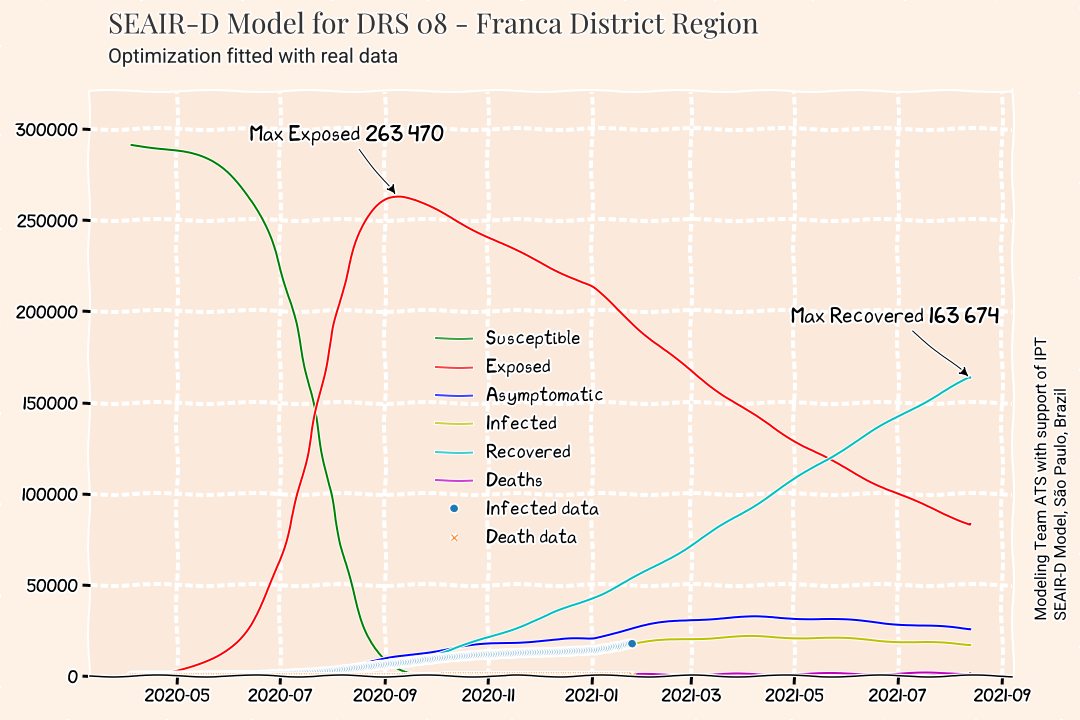 SEAIR-D Model for DRS 08 - Franca District Region
Optimization fitted with real data
Max Exposed 263 470
Max Recovered 163 674
300000
250000
200000
150000
100000
50000
0
Susceptible
Exposed
Asymptomatic
Infected
Recovered
Deaths
Infected data
Death data
2020-05
2020-07
2020-09
2020-11
2021-01
2021-03
2021-05
2021-07
2021-09
Modeling Team ATS with support of IPT
SEAIR-D Model, São Paulo, Brazil